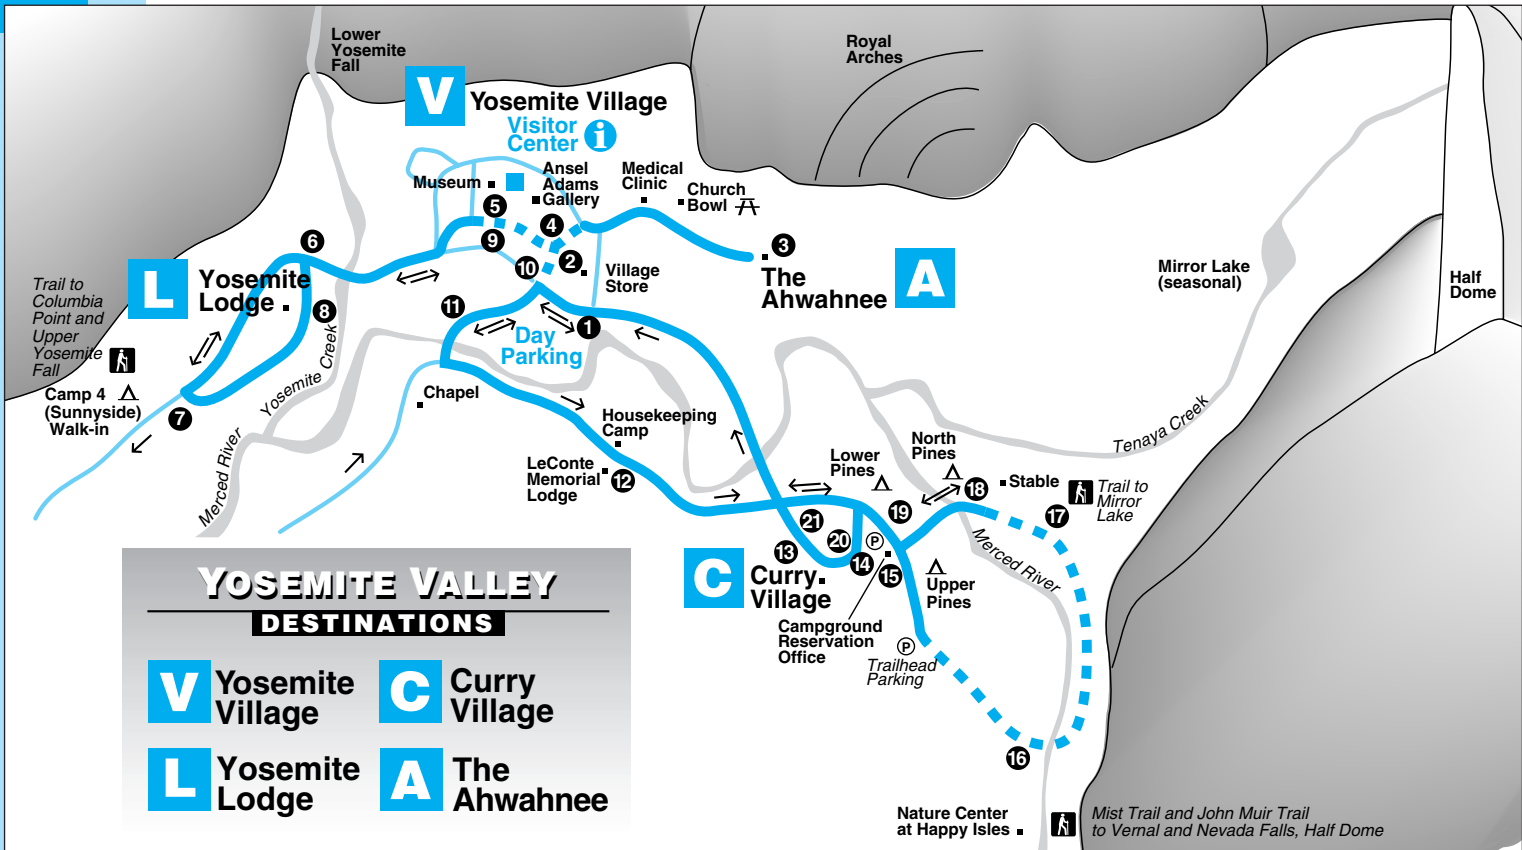 Lower
Yosemite
Fall
Royal
Arches
V
Yosemite Village
Visitor
Center
i
Museum
Ansel
Adams
Gallery
Medical
Clinic
Church
Bowl
5
4
9
10
2
3
6
The
Ahwahnee
A
Village
Store
Mirror Lake
(seasonal)
Half
Dome
L
Yosemite
Lodge
8
11
1
Day
Parking
Trail to
Columbia
Point and
Upper
Yosemite
Fall
Camp 4
(Sunnyside)
Walk-in
7
Yosemite Creek
Merced River
Chapel
Housekeeping
Camp
LeConte
Memorial
Lodge
12
Tenaya Creek
Lower
Pines
North
Pines
18
Stable
17
Trail to
Mirror
Lake
19
21
20
13
14
P
15
C
Curry
Village
Upper
Pines
Merced River
Campground
Reservation
Office
P
Trailhead
Parking
16
Nature Center
at Happy Isles
Mist Trail and John Muir Trail
to Vernal and Nevada Falls, Half Dome
YOSEMITE VALLEY
DESTINATIONS
V
Yosemite
Village
C
Curry
Village
L
Yosemite
Lodge
A
The
Ahwahnee